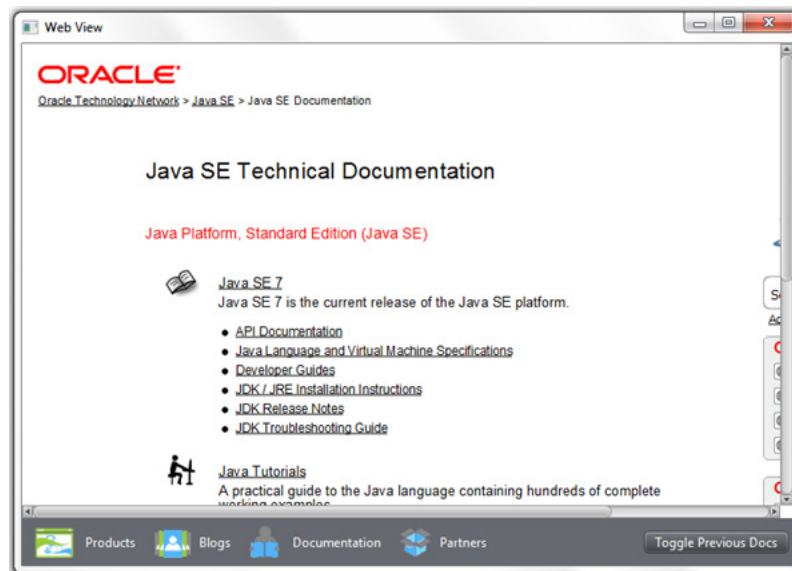 Web View
ORACLE
Oracle Technology Network > Java SE > Java SE Documentation
Java SE Technical Documentation
Java Platform, Standard Edition (Java SE)
Java SE 7
Java SE 7 is the current release of the Java SE platform.
API Documentation
Java Language and Virtual Machine Specifications
Developer Guides
JDK / JRE Installation Instructions
JDK Release Notes
JDK Troubleshooting Guide
Java Tutorials
A practical guide to the Java language containing hundreds of complete
working examples
Products Blogs Documentation Partners Toggle Previous Docs